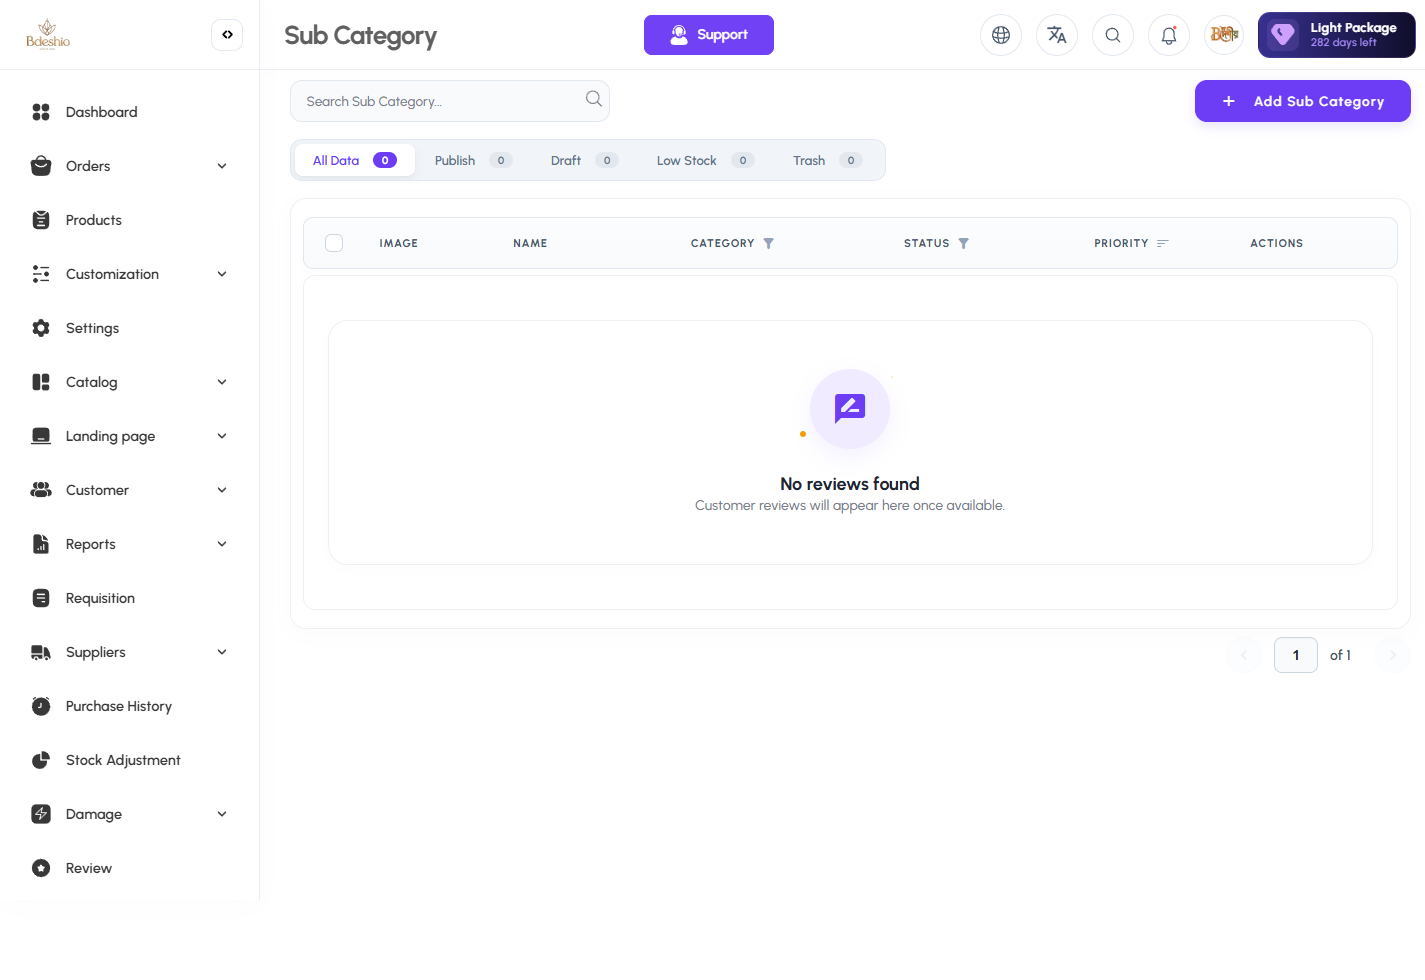 Bdeshio
Sub Category
Support
Light Package
282 days left
Dashboard
Orders
Products
Customization
Settings
Catalog
Landing page
Customer
Reports
Requisition
Suppliers
Purchase History
Stock Adjustment
Damage
Review
Search Sub Category...
+ Add Sub Category
All Data 0 Publish 0 Draft 0 Low Stock 0 Trash 0
IMAGE NAME CATEGORY STATUS PRIORITY ACTIONS
No reviews found
Customer reviews will appear here once available.
1 of 1